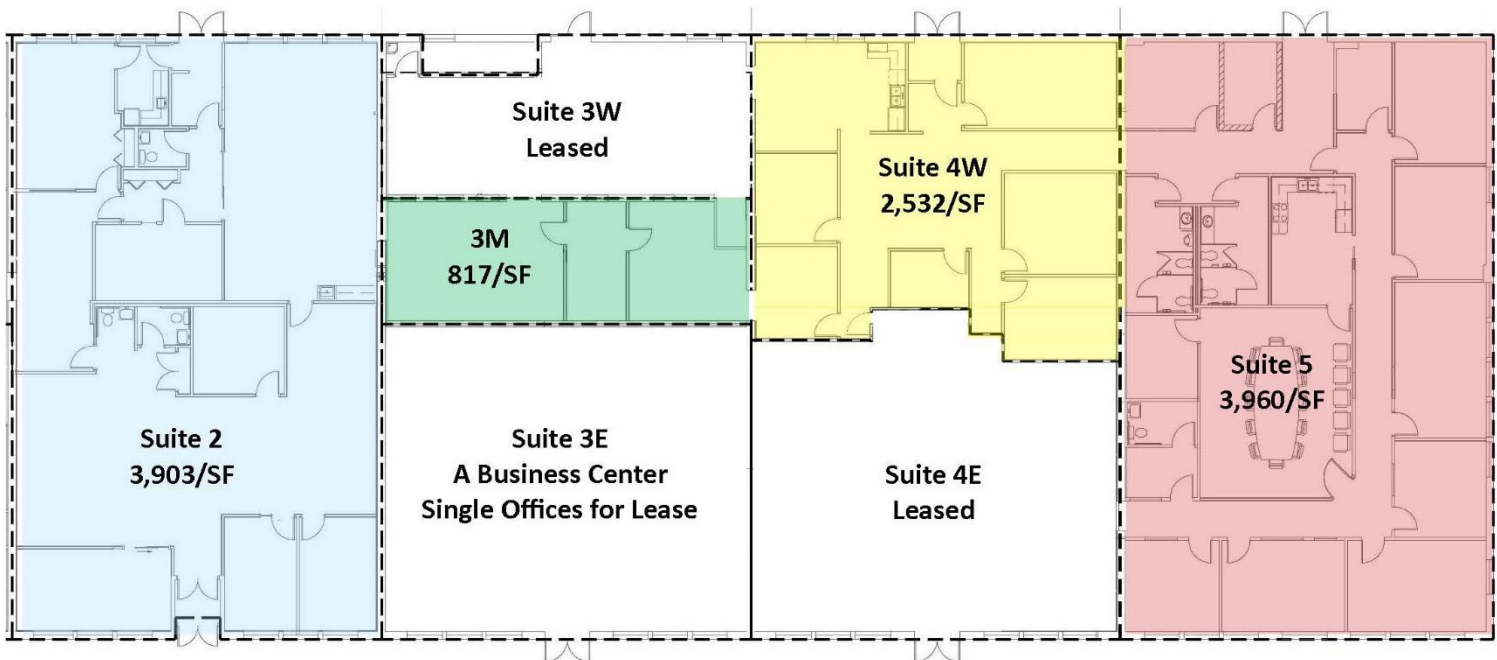 Suite 2
3,903/SF
Suite 3W
Leased
3M
817/SF
Suite 3E
A Business Center
Single Offices for Lease
Suite 4W
2,532/SF
Suite 4E
Leased
Suite 5
3,960/SF